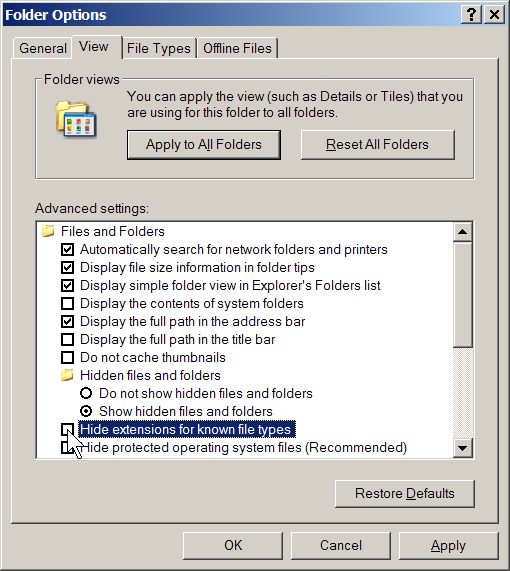 Folder Options
General View File Types Offline Files
Folder views
You can apply the view (such as Details or Tiles) that you
are using for this folder to all folders.
Apply to All Folders Reset All Folders
Advanced settings:
Files and Folders
Automatically search for network folders and printers
Display file size information in folder tips
Display simple folder view in Explorer's Folders list
Display the contents of system folders
Display the full path in the address bar
Display the full path in the title bar
Do not cache thumbnails
Hidden files and folders
Do not show hidden files and folders
Show hidden files and folders
Hide extensions for known file types
Hide protected operating system files (Recommended)
Restore Defaults
OK Cancel Apply